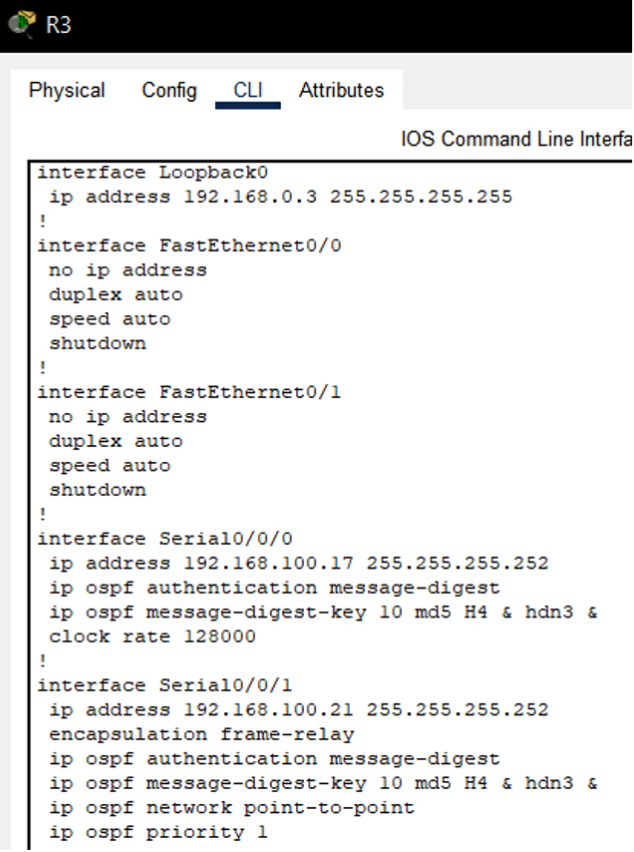 R3
Physical Config CLI Attributes
IOS Command Line Interfa
interface Loopback0
ip address 192.168.0.3 255.255.255.255
!
interface FastEthernet0/0
no ip address
duplex auto
speed auto
shutdown
!
interface FastEthernet0/1
no ip address
duplex auto
speed auto
shutdown
!
interface Serial0/0/0
ip address 192.168.100.17 255.255.255.252
ip ospf authentication message-digest
ip ospf message-digest-key 10 md5 H4 & hdn3 &
clock rate 128000
!
interface Serial0/0/1
ip address 192.168.100.21 255.255.255.252
encapsulation frame-relay
ip ospf authentication message-digest
ip ospf message-digest-key 10 md5 H4 & hdn3 &
ip ospf network point-to-point
ip ospf priority 1